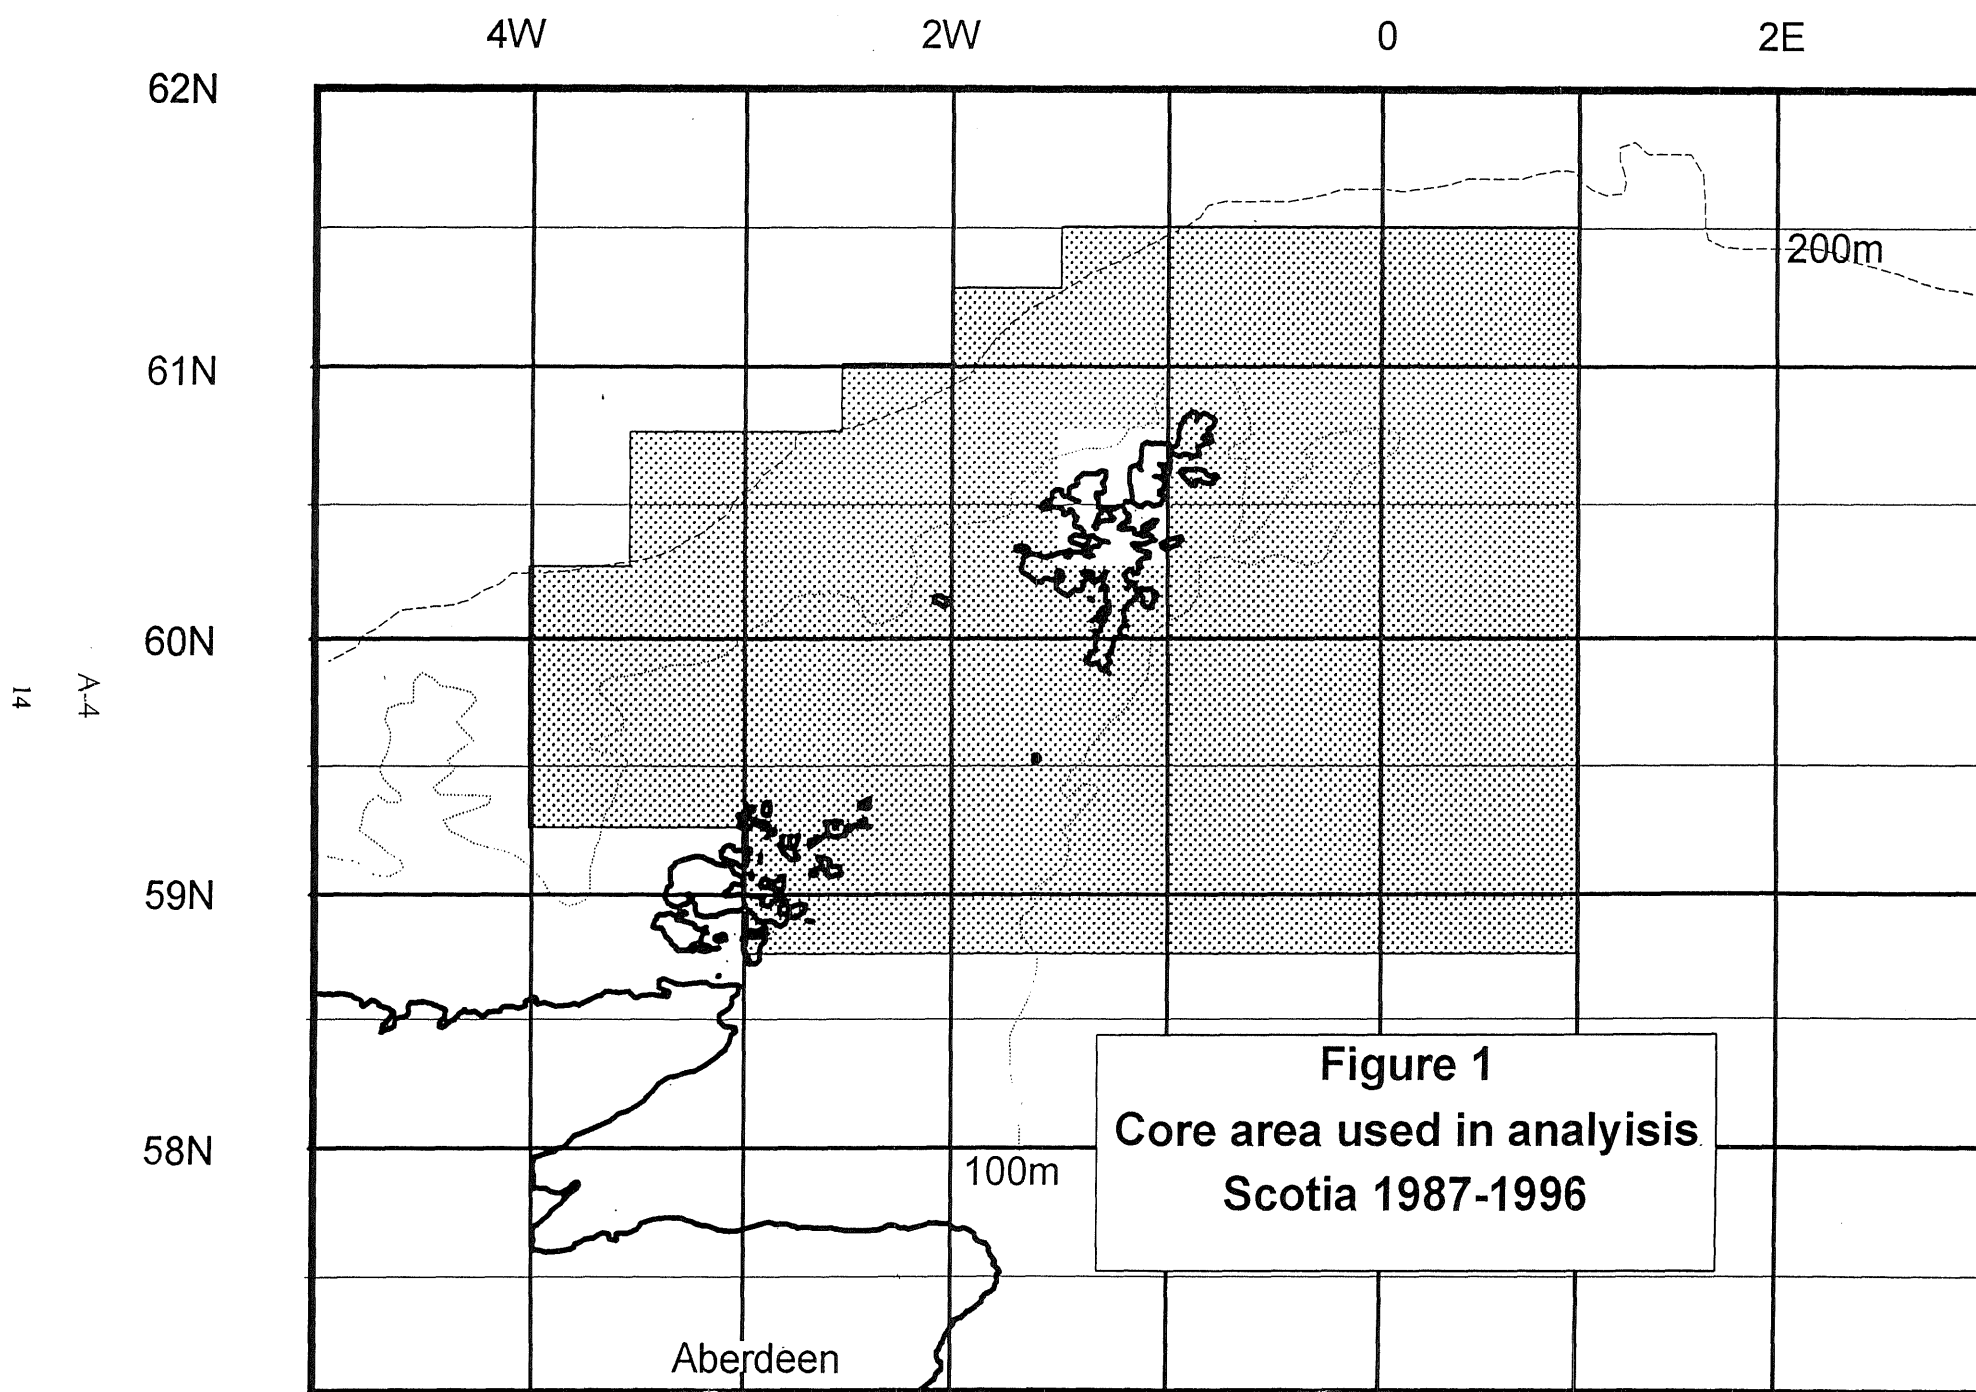 4W 2W 0 2E
62N
200m
61N
60N
A-4
14
59N
Figure 1
Core area used in analyisis
Scotia 1987-1996
58N
100m
Aberdeen